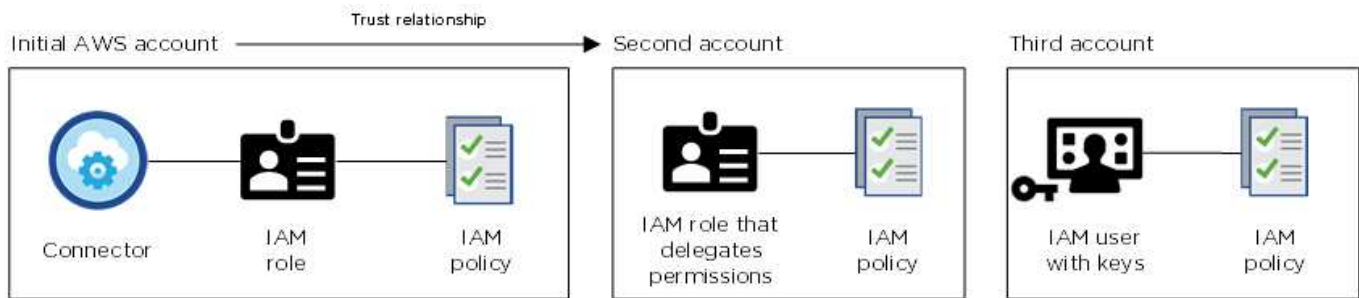 Trust relationship
Initial AWS account
Second account
Third account
Connector
IAM
role
IAM
policy
IAM role that
delegates
permissions
IAM
policy
IAM user
with keys
IAM
policy